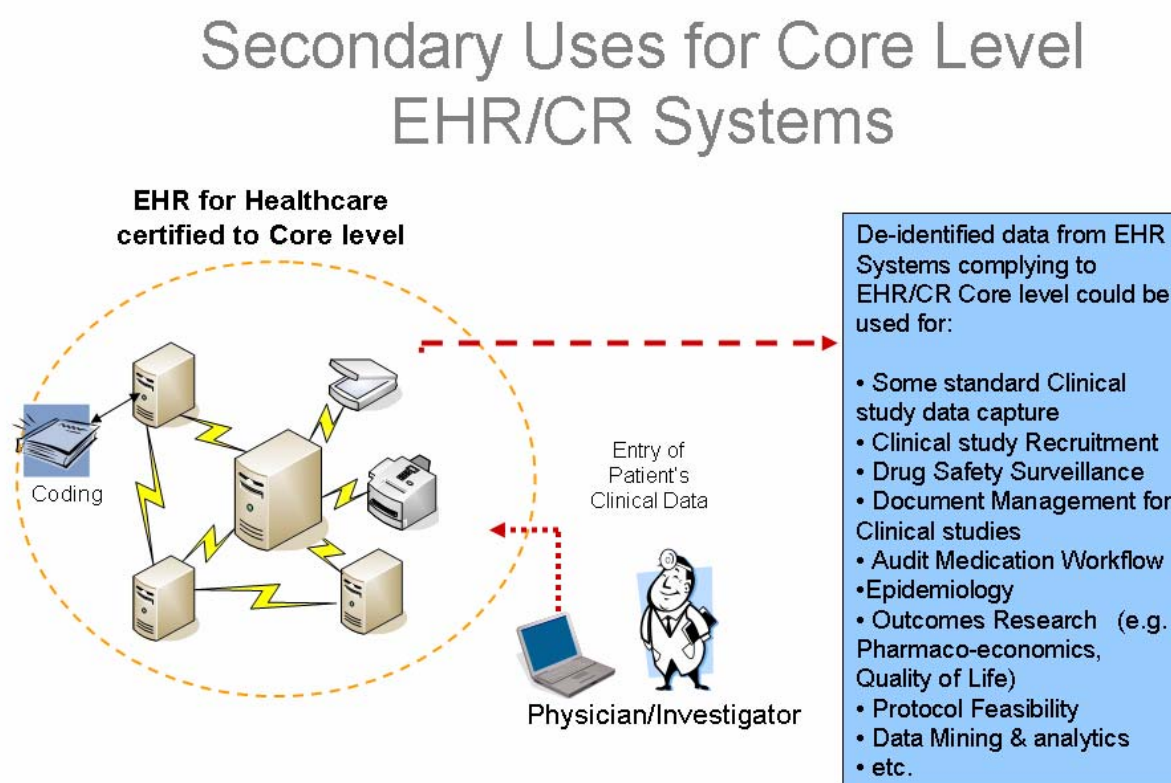 Secondary Uses for Core Level
EHR/CR Systems
EHR for Healthcare
certified to Core level
Coding
Entry of
Patient's
Clinical Data
Physician/Investigator
De-identified data from EHR
Systems complying to
EHR/CR Core level could be
used for:
• Some standard Clinical
study data capture
• Clinical study Recruitment
• Drug Safety Surveillance
• Document Management for
Clinical studies
• Audit Medication Workflow
•Epidemiology
• Outcomes Research (e.g.
Pharmaco-economics,
Quality of Life)
• Protocol Feasibility
• Data Mining & analytics
• etc.